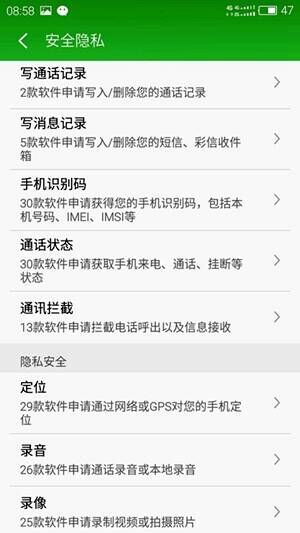 08:58
47
安全隐私
写通话记录
2款软件申请写入/删除您的通话记录
写消息记录
5款软件申请写入/删除您的短信、彩信收件
箱
手机识别码
30款软件申请获得您的手机识别码，包括本
机号码、IMEI、IMSI等
通话状态
30款软件申请获取手机来电、通话、挂断等
状态
通讯拦截
13款软件申请拦截电话呼出以及信息接收
隐私安全
定位
29款软件申请通过网络或GPS对您的手机定
位
录音
26款软件申请通话录音或本地录音
录像
25款软件申请录制视频或拍摄照片